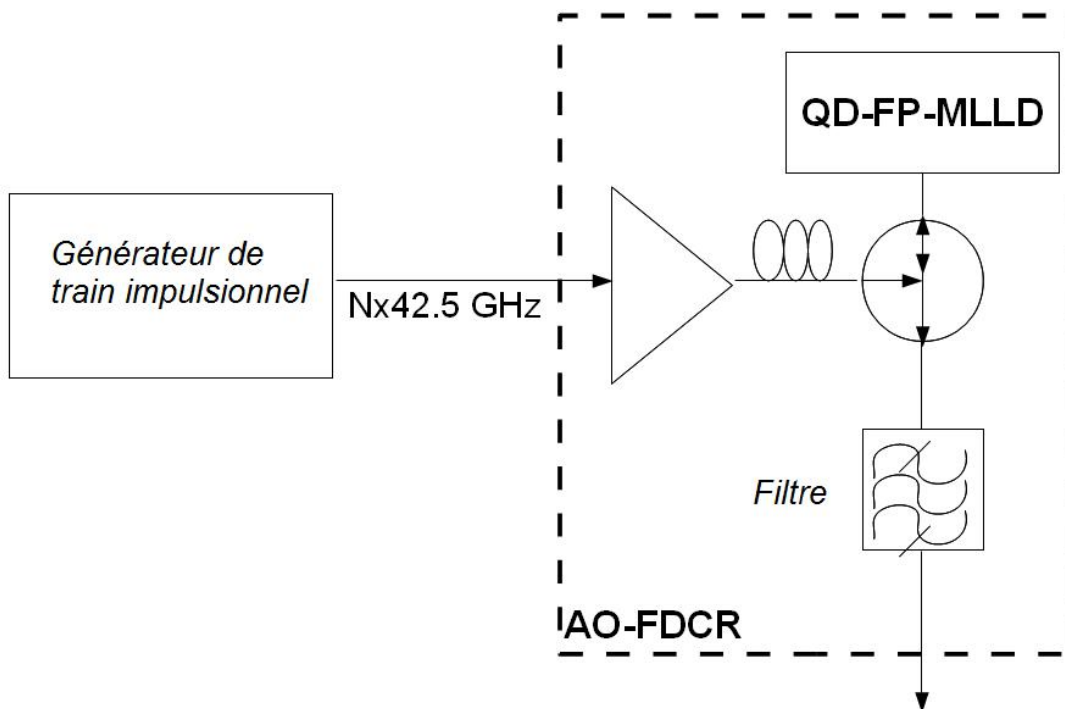 QD-FP-MLLD
Générateur de
train impulsionnel
Nx42.5 GHz
Filtre
AO-FDCR